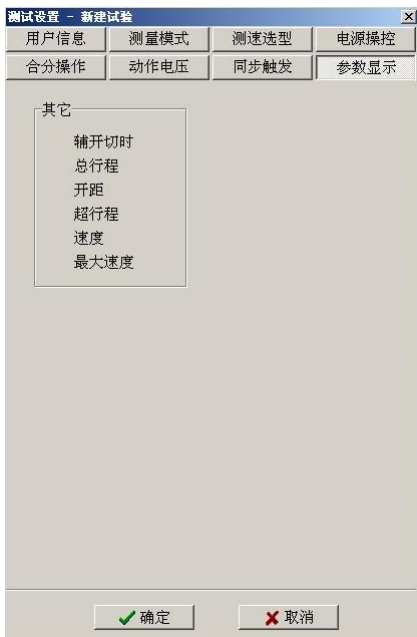 测试设置 - 新建试验
用户信息 测量模式 测速选型 电源操控
合分操作 动作电压 同步触发 参数显示
其它
辅开切时
总行程
开距
超行程
速度
最大速度
确定 取消